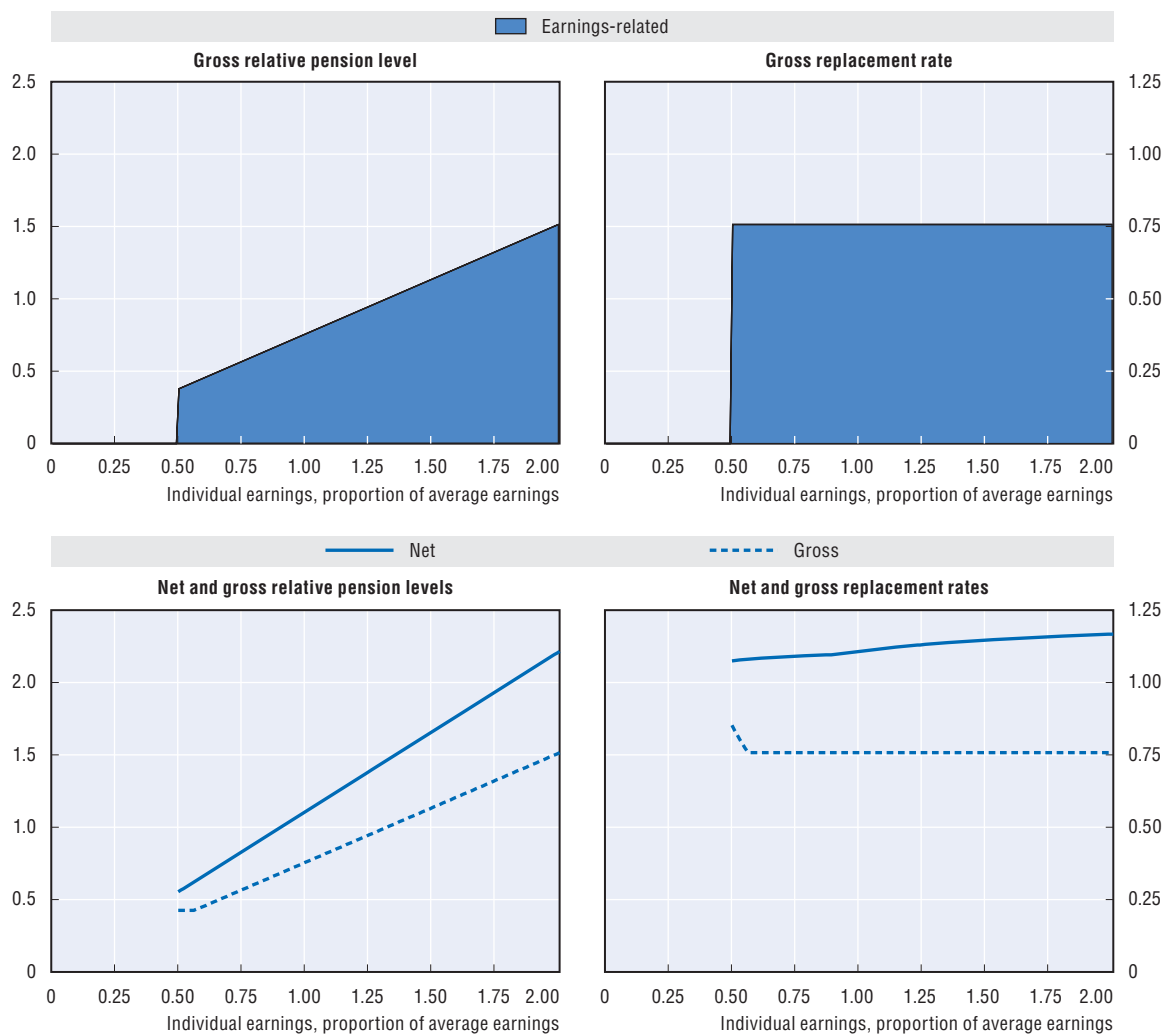 Earnings-related
Gross relative pension level
Gross replacement rate
2.5
2.0
1.5
1.0
0.5
0
1.25
1.00
0.75
0.50
0.25
0
0 0.25 0.50 0.75 1.00 1.25 1.50 1.75 2.00
0 0.25 0.50 0.75 1.00 1.25 1.50 1.75 2.00
Individual earnings, proportion of average earnings
Individual earnings, proportion of average earnings
Net Gross
Net and gross relative pension levels
Net and gross replacement rates
2.5
2.0
1.5
1.0
0.5
0
1.25
1.00
0.75
0.50
0.25
0
0 0.25 0.50 0.75 1.00 1.25 1.50 1.75 2.00
0 0.25 0.50 0.75 1.00 1.25 1.50 1.75 2.00
Individual earnings, proportion of average earnings
Individual earnings, proportion of average earnings